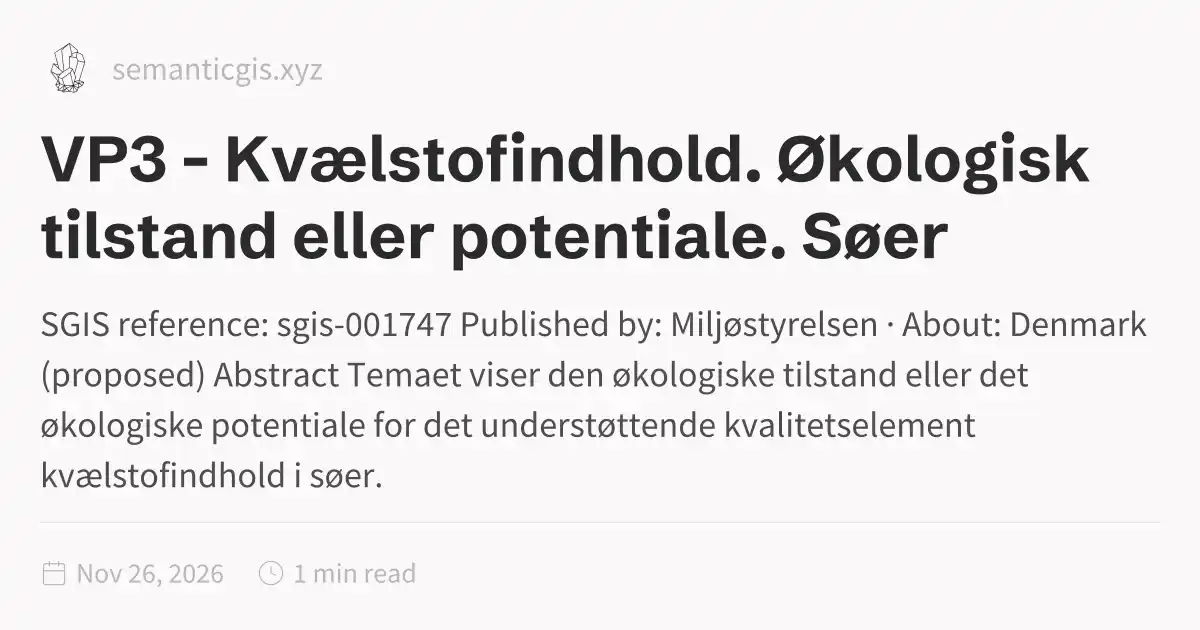 semanticgis.xyz
VP3 - Kvælstofindhold. Økologisk
tilstand eller potentiale. Søer
SGIS reference: sgis-001747 Published by: Miljøstyrelsen · About: Denmark
(proposed) Abstract Temaet viser den økologiske tilstand eller det
økologiske potentiale for det understøttende kvalitetselement
kvælstofindhold i søer.
Nov 26, 2026 1 min read